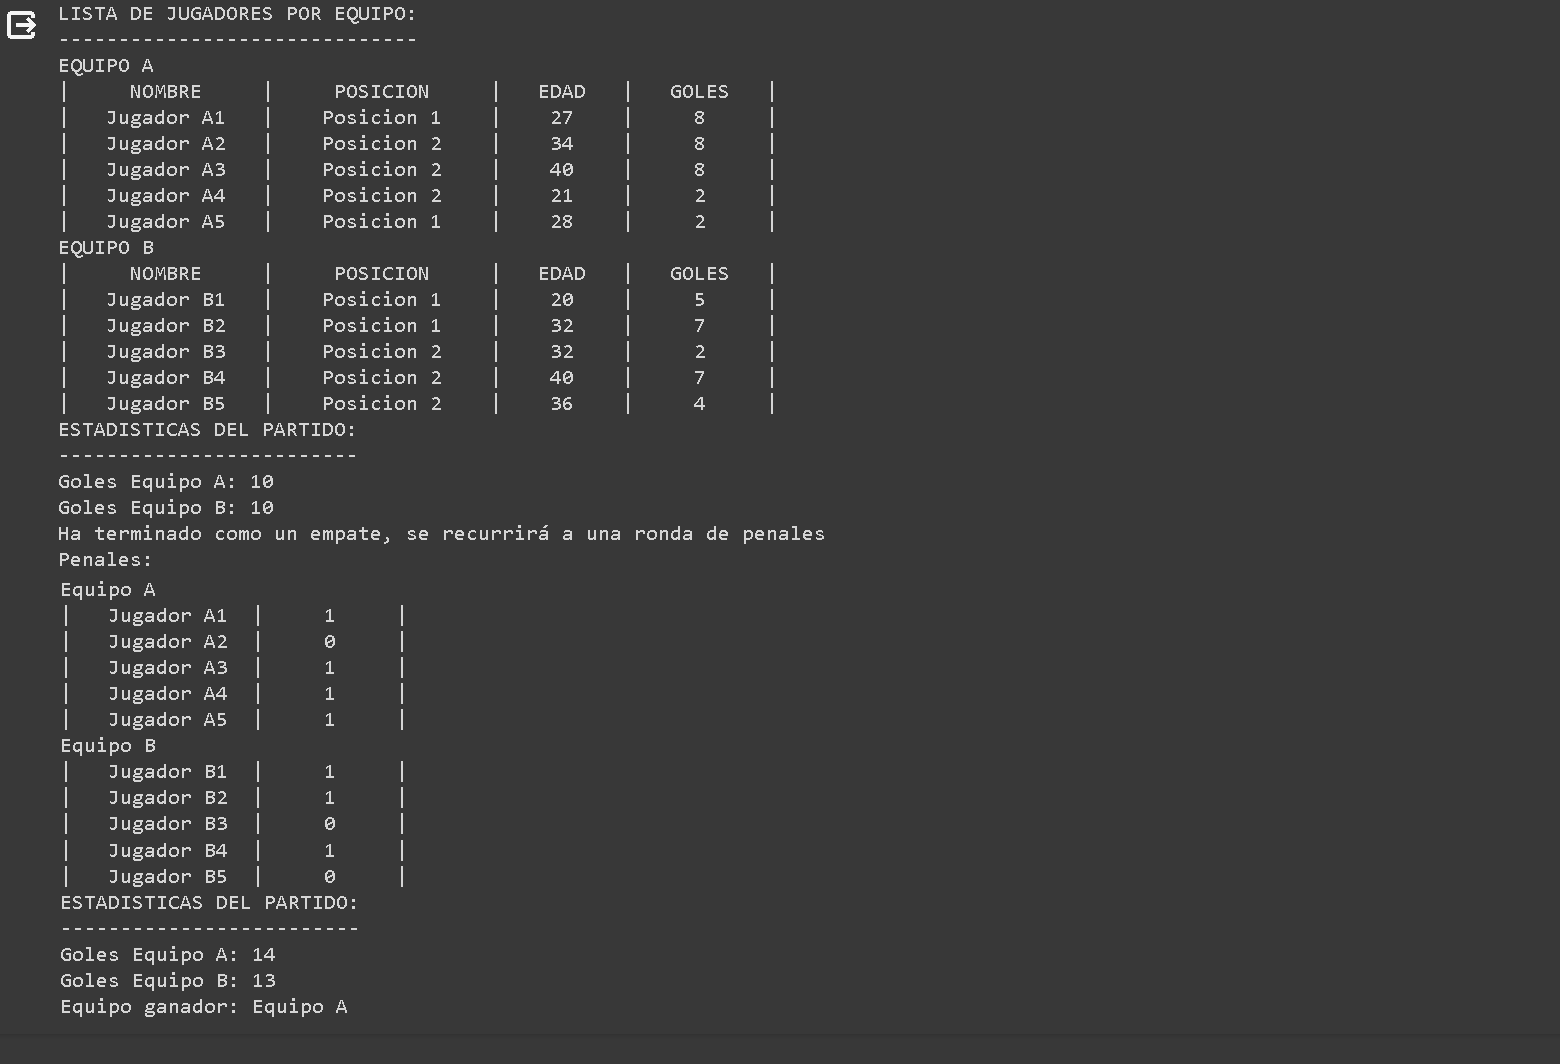 LISTA DE JUGADORES POR EQUIPO:
------------------------------
EQUIPO A
| NOMBRE | POSICION | EDAD | GOLES |
| Jugador A1 | Posicion 1 | 27 | 8 |
| Jugador A2 | Posicion 2 | 34 | 8 |
| Jugador A3 | Posicion 2 | 40 | 8 |
| Jugador A4 | Posicion 2 | 21 | 2 |
| Jugador A5 | Posicion 1 | 28 | 2 |
EQUIPO B
| NOMBRE | POSICION | EDAD | GOLES |
| Jugador B1 | Posicion 1 | 20 | 5 |
| Jugador B2 | Posicion 1 | 32 | 7 |
| Jugador B3 | Posicion 2 | 32 | 2 |
| Jugador B4 | Posicion 2 | 40 | 7 |
| Jugador B5 | Posicion 2 | 36 | 4 |
ESTADISTICAS DEL PARTIDO:
-------------------------
Goles Equipo A: 10
Goles Equipo B: 10
Ha terminado como un empate, se recurrirá a una ronda de penales
Penales:
Equipo A
| Jugador A1 | 1 |
| Jugador A2 | 0 |
| Jugador A3 | 1 |
| Jugador A4 | 1 |
| Jugador A5 | 1 |
Equipo B
| Jugador B1 | 1 |
| Jugador B2 | 1 |
| Jugador B3 | 0 |
| Jugador B4 | 1 |
| Jugador B5 | 0 |
ESTADISTICAS DEL PARTIDO:
-------------------------
Goles Equipo A: 14
Goles Equipo B: 13
Equipo ganador: Equipo A